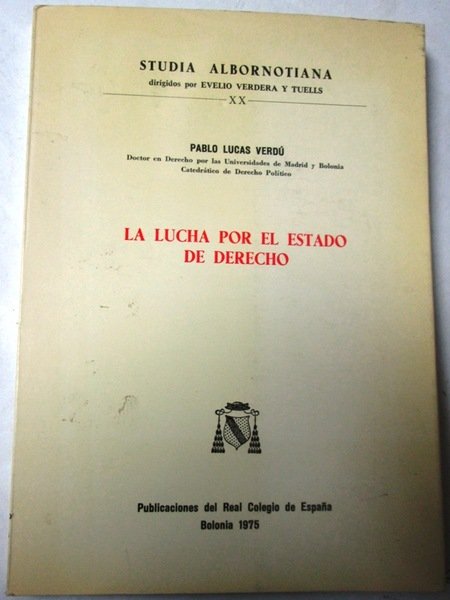 STUDIA ALBORNOTIANA
dirigidos por EVELIO VERDERA Y TUELLS
XX
PABLO LUCAS VERDÚ
Doctor en Derecho por las Universidades de Madrid y Bolonia
Catedrático de Derecho Político
LA LUCHA POR EL ESTADO
DE DERECHO
Publicaciones del Real Colegio de España
Bolonia 1975